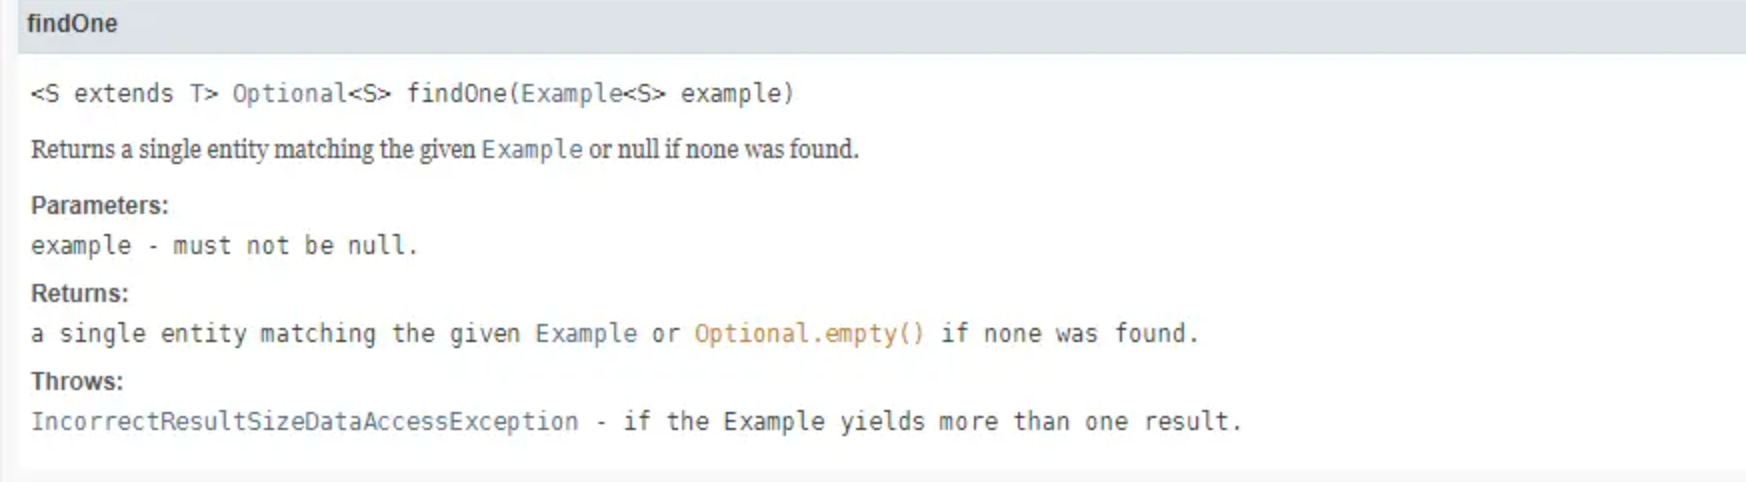 findOne
<S extends T> Optional<S> findOne(Example<S> example)
Returns a single entity matching the given Example or null if none was found.
Parameters:
example - must not be null.
Returns:
a single entity matching the given Example or Optional.empty() if none was found.
Throws:
IncorrectResultSizeDataAccessException - if the Example yields more than one result.